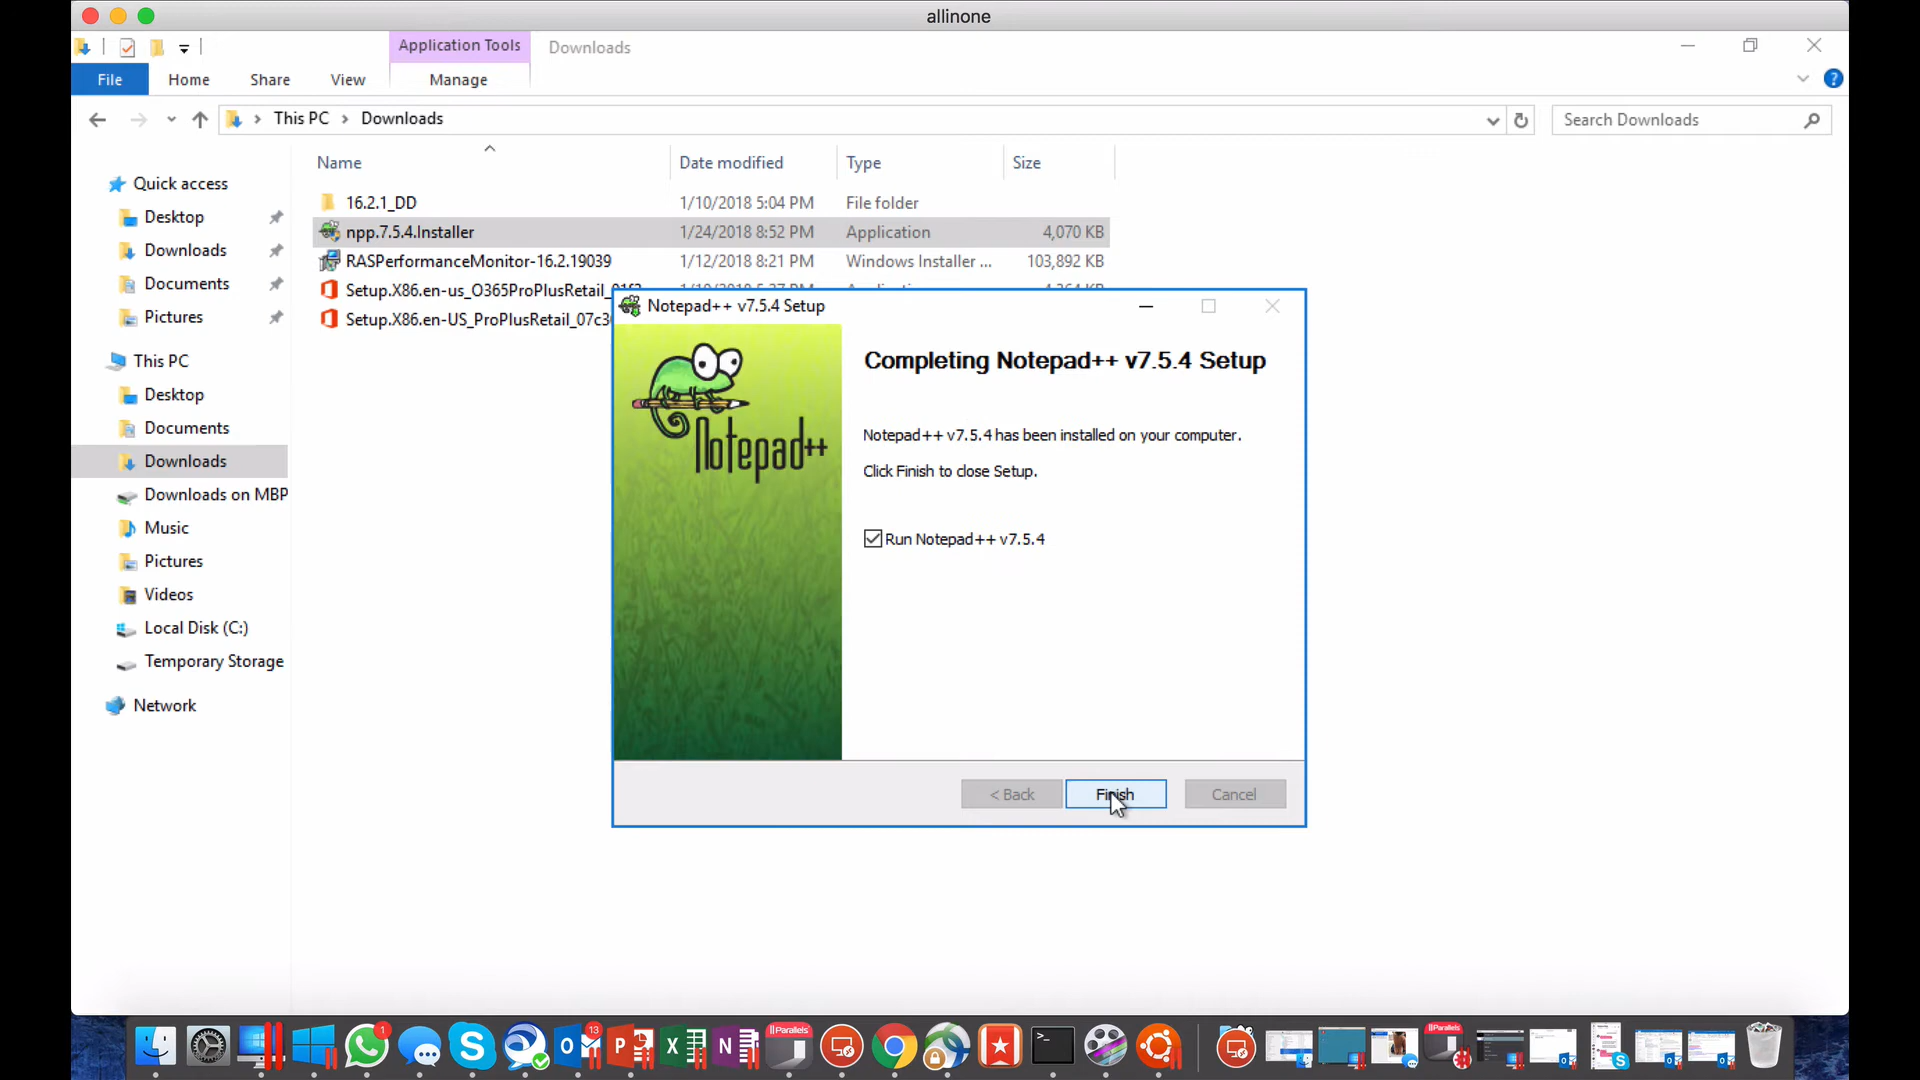 allinone
Application Tools
Downloads
File
Home
Share
View
Manage
This PC
Downloads
Search Downloads
Name
Date modified
Type
Size
16.2.1_DD
1/10/2018 5:04 PM
File folder
npp.7.5.4.Installer
1/24/2018 8:52 PM
Application
4,070 KB
RASPerformanceMonitor-16.2.19039
1/12/2018 8:21 PM
Windows Installer ...
103,892 KB
Setup.X86.en-us_O365ProPlusRetail
Setup.X86.en-US_ProPlusRetail_07c3
Quick access
Desktop
Downloads
Documents
Pictures
This PC
Desktop
Documents
Downloads
Downloads on MBP
Music
Pictures
Videos
Local Disk (C:)
Temporary Storage
Network
Notepad++ v7.5.4 Setup
Notepad++
Completing Notepad++ v7.5.4 Setup
Notepad++ v7.5.4 has been installed on your computer.
Click Finish to close Setup.
Run Notepad++ v7.5.4
< Back
Finish
Cancel
1
13
Parallels
Parallels